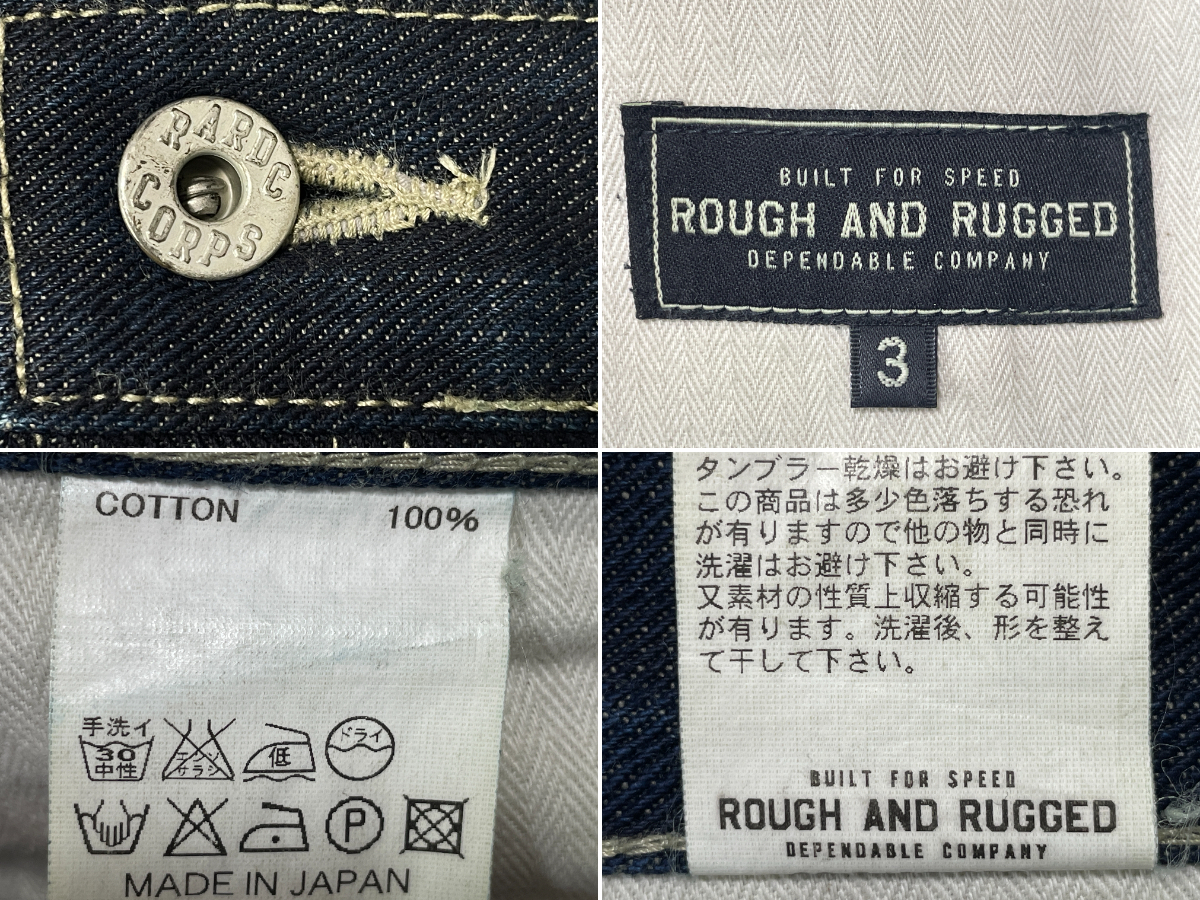 RARDC
CORPS
BUILT FOR SPEED
ROUGH AND RUGGED
DEPENDABLE COMPANY
3
COTTON 100%
手洗イ
30
中性
エンソ
サラシ
低
ドライ
P
MADE IN JAPAN
タンブラー乾燥はお避け下さい。
この商品は多少色落ちする恐れ
が有りますので他の物と同時に
洗濯はお避け下さい。
又素材の性質上収縮する可能性
が有ります。洗濯後、形を整え
て干して下さい。
BUILT FOR SPEED
ROUGH AND RUGGED
DEPENDABLE COMPANY